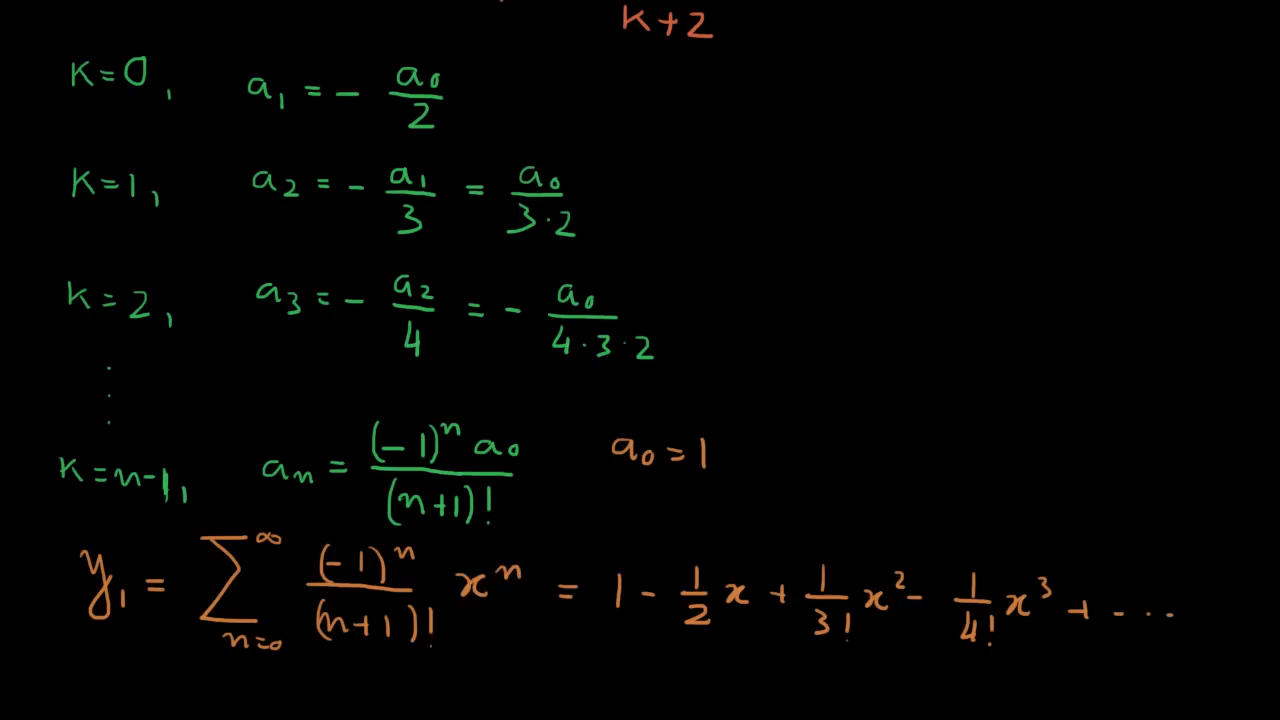 K+2
K=0, a₁ = - a₀/2
K=1, a₂ = - a₁/3 = a₀/(3·2)
K=2, a₃ = - a₂/4 = - a₀/(4·3·2)
⋮
K=n-1, aₙ = (-1)ⁿ a₀/(n+1)! a₀ = 1
y₁ = ∑_{n=0}^{∞} (-1)ⁿ/(n+1)! xⁿ = 1 - 1/2 x + 1/3! x² - 1/4! x³ + ....